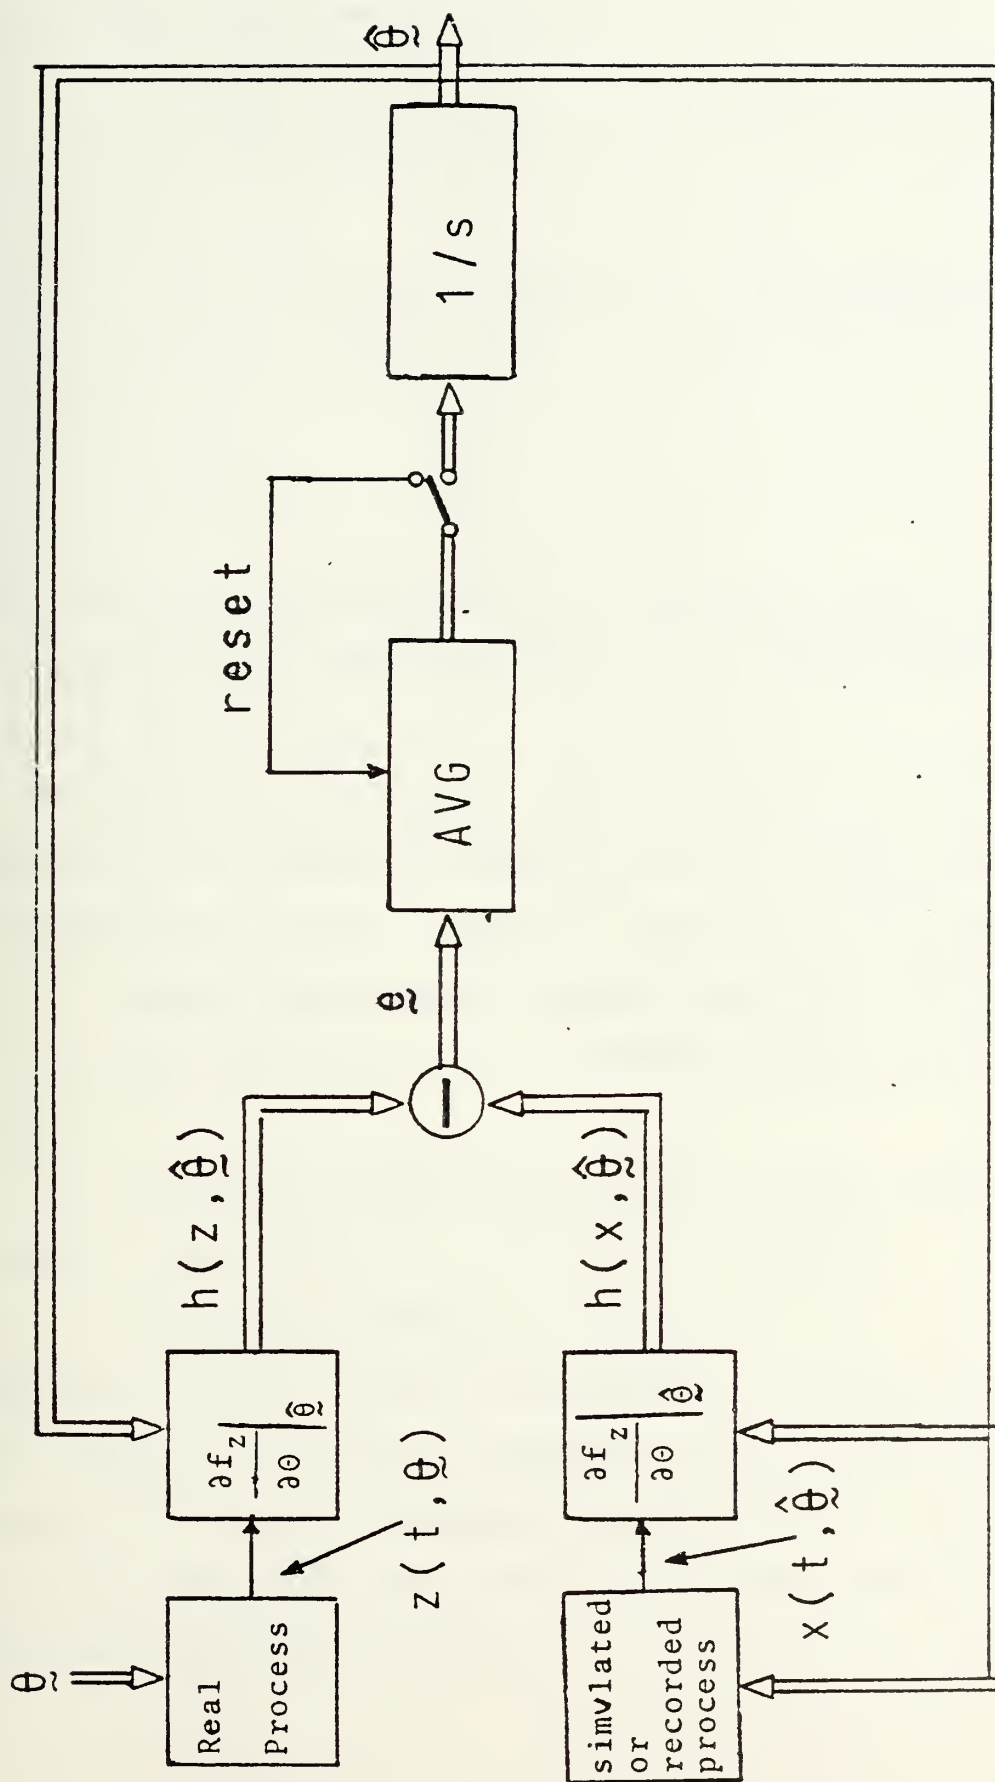 θ̰
Real
Process
z(t,θ̰)
∂f_z
∂θ
θ̰̂
h(z,θ̰̂)
simvlated
or
recorded
process
x(t,θ̰̂)
∂f_z
∂θ
θ̰̂
h(x,θ̰̂)
−
ḛ
AVG
reset
1/s
θ̰̂